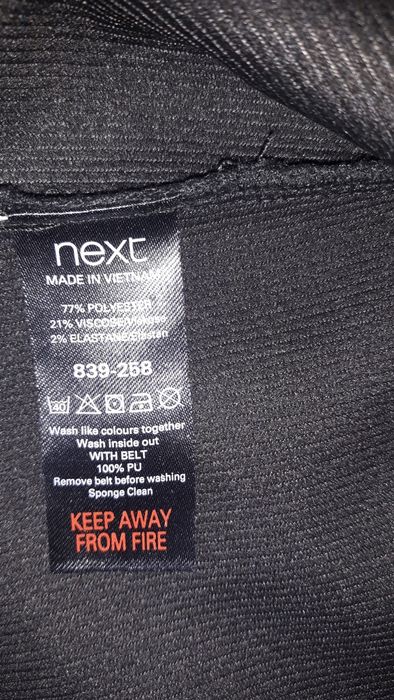 next
MADE IN VIETNAM
77% POLYESTER
21% VISCOSE
2% ELASTANE
839-258
40
Wash like colours together
Wash inside out
WITH BELT
100% PU
Remove belt before washing
Sponge Clean
KEEP AWAY
FROM FIRE